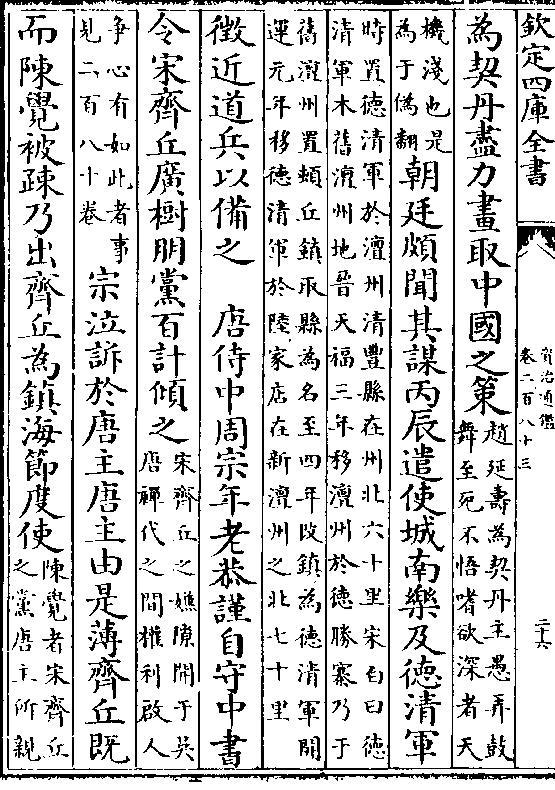 欽定四庫全書
資治通鑑
卷二百八十三
二十六
為契丹盡力畫取中國之策
趙延壽為契丹主愚弄鼓
舞至死不悟嗜欲深者天
機淺也是
為于偽翻
朝廷頗聞其謀丙辰遣使城南樂及德清軍
時置德清軍於澶州清豐縣在州北六十里宋白曰德
清軍木舊澶州地晉天福三年移澶州於德勝寨乃于
舊澶州置頓丘鎮取縣為名至四年改鎮為德清軍開
運元年移德清軍於陸家店在新澶州之北七十里
徵近道兵以備之　唐侍中周宗年老恭謹自守中書
令宋齊丘廣樹朋黨百計傾之
宋齊丘之嫌隙開于吳
唐禪代之間權利啟人
爭心有如此者事
見二百八十卷
宗泣訴於唐主唐主由是薄齊丘既
而陳覺被疎乃出齊丘為鎮海節度使
陳覺者宋齊丘
之黨唐主所親